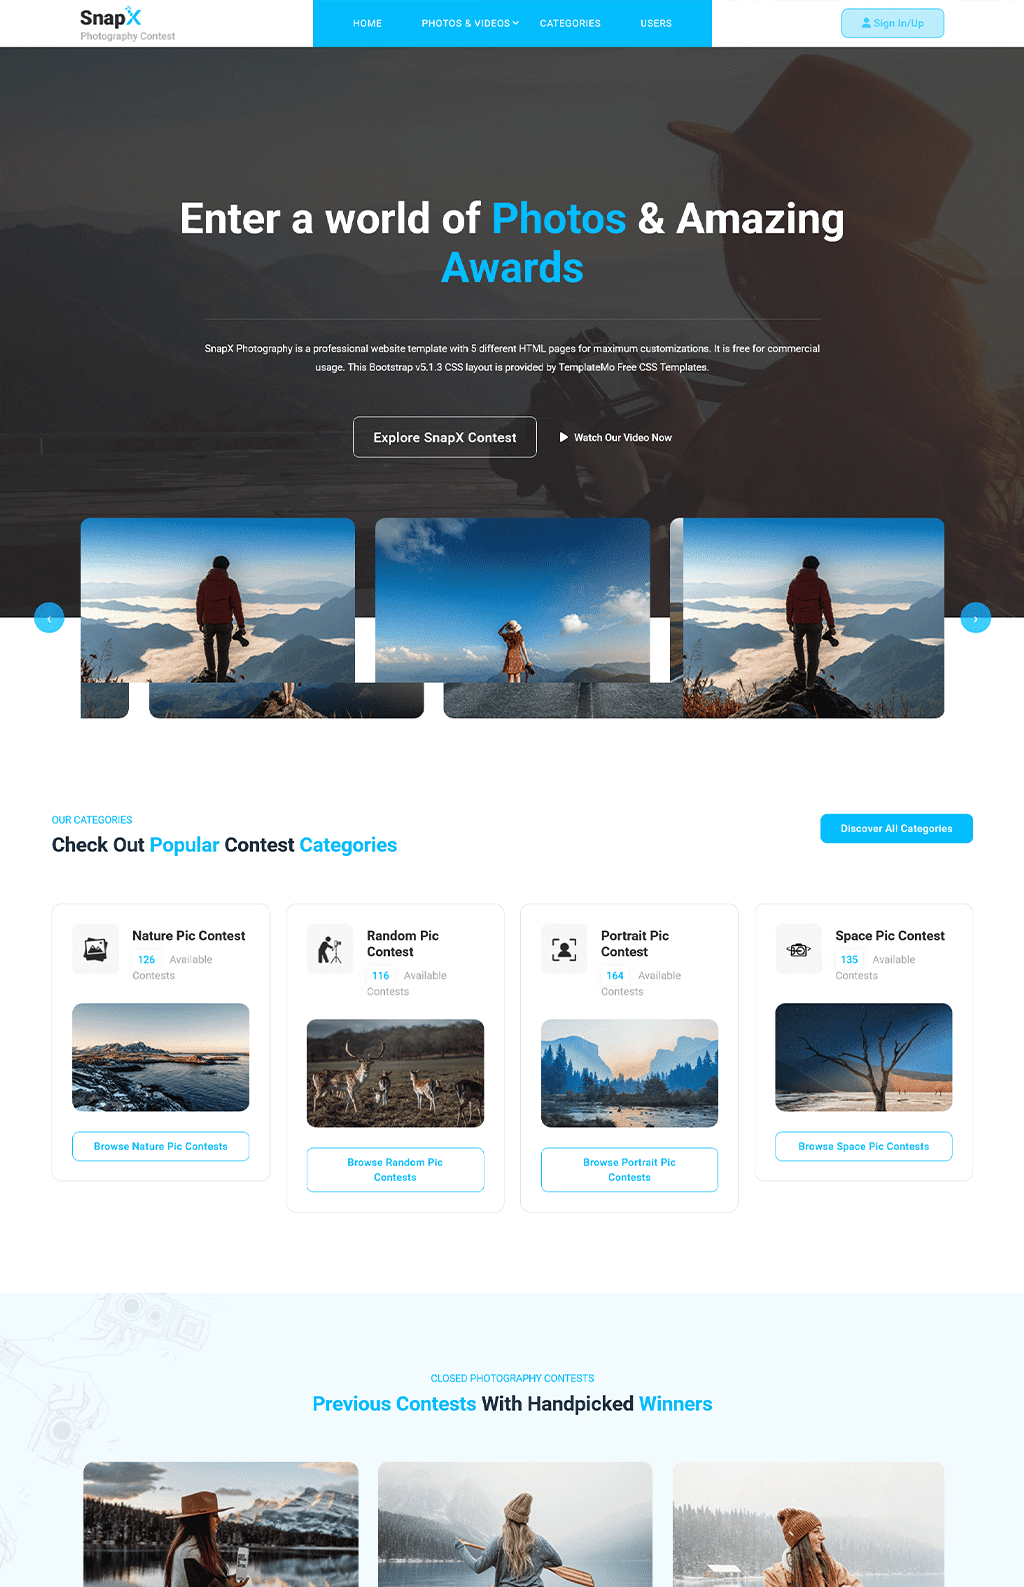 SnapX
Photography Contest
HOME
PHOTOS & VIDEOS
CATEGORIES
USERS
Sign In/Up
Enter a world of Photos & Amazing
Awards
SnapX Photography is a professional website template with 5 different HTML pages for maximum customizations. It is free for commercial
usage. This Bootstrap v5.1.3 CSS layout is provided by TemplateMo Free CSS Templates.
Explore SnapX Contest
Watch Our Video Now
OUR CATEGORIES
Check Out Popular Contest Categories
Discover All Categories
Nature Pic Contest
126 Available
Contests
Browse Nature Pic Contests
Random Pic
Contest
116 Available
Contests
Browse Random Pic
Contests
Portrait Pic
Contest
164 Available
Contests
Browse Portrait Pic
Contests
Space Pic Contest
135 Available
Contests
Browse Space Pic Contests
CLOSED PHOTOGRAPHY CONTESTS
Previous Contests With Handpicked Winners